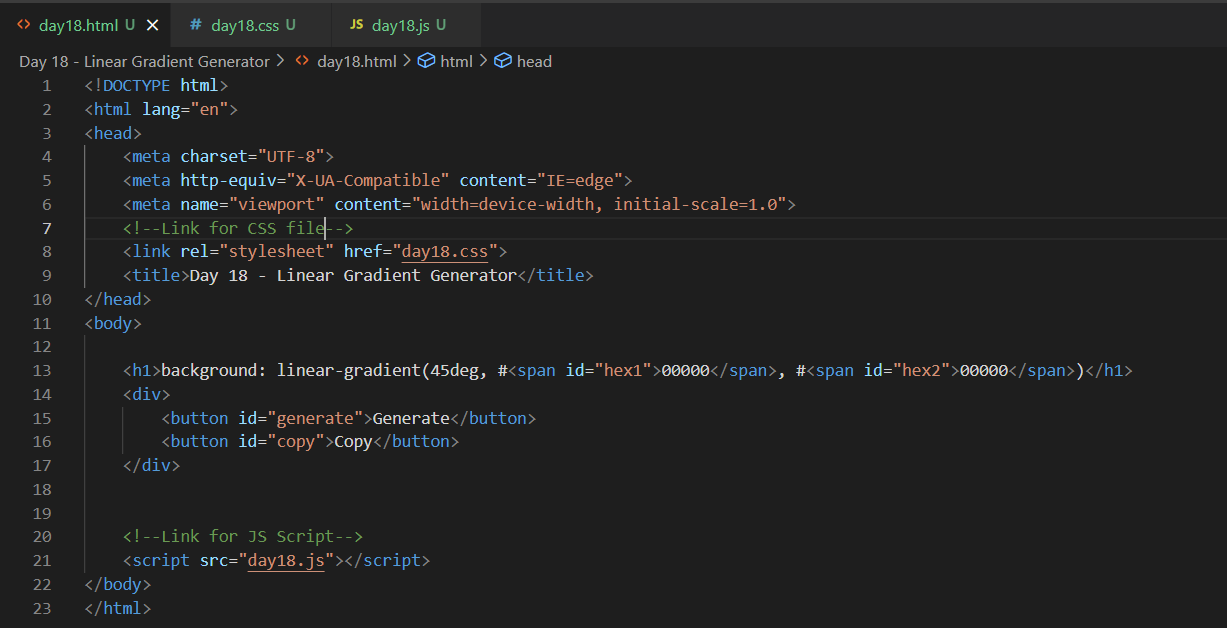 <> day18.html U × # day18.css U JS day18.js U
Day 18 - Linear Gradient Generator > <> day18.html > html > head
1 <!DOCTYPE html>
2 <html lang="en">
3 <head>
4     <meta charset="UTF-8">
5     <meta http-equiv="X-UA-Compatible" content="IE=edge">
6     <meta name="viewport" content="width=device-width, initial-scale=1.0">
7     <!--Link for CSS file-->
8     <link rel="stylesheet" href="day18.css">
9     <title>Day 18 - Linear Gradient Generator</title>
10 </head>
11 <body>
12
13     <h1>background: linear-gradient(45deg, #<span id="hex1">00000</span>, #<span id="hex2">00000</span>)</h1>
14     <div>
15         <button id="generate">Generate</button>
16         <button id="copy">Copy</button>
17     </div>
18
19
20     <!--Link for JS Script-->
21     <script src="day18.js"></script>
22 </body>
23 </html>